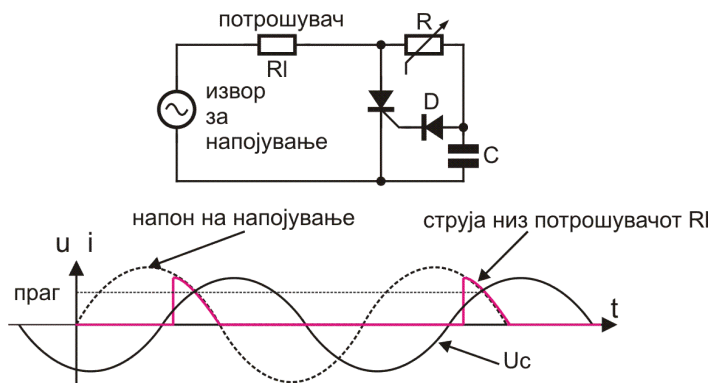 потрошувач
R
Rl
извор
за
напојување
D
C
напон на напојување
струја низ потрошувачот Rl
u i
праг
t
Uc